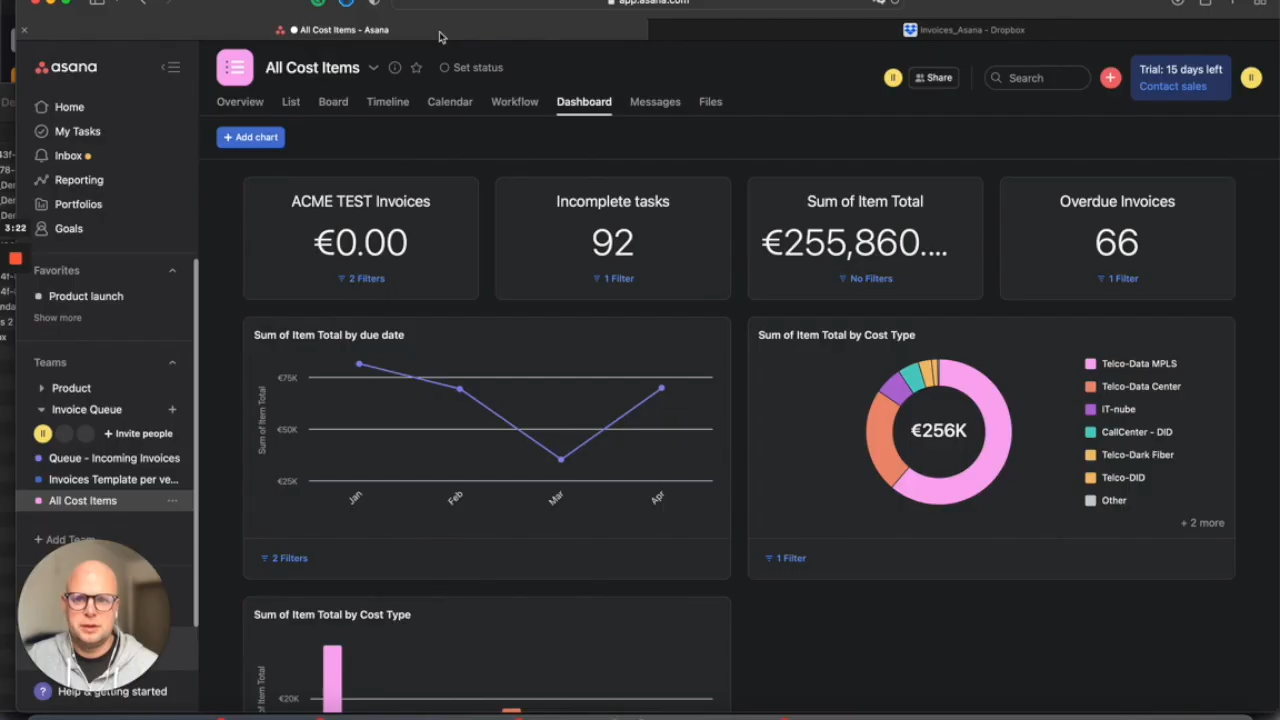 app.asana.com
All Cost Items - Asana
Invoices_Asana - Dropbox
asana
Home
My Tasks
Inbox
Reporting
Portfolios
Goals
3:22
Favorites
Product launch
Show more
Teams
Product
Invoice Queue
II
Invite people
Queue - Incoming Invoices
Invoices Template per ve...
All Cost Items
...
+ Add Team
? Help & getting started
All Cost Items
Set status
II
Share
Search
Trial: 15 days left
Contact sales
II
Overview List Board Timeline Calendar Workflow Dashboard Messages Files
+ Add chart
ACME TEST Invoices
€0.00
2 Filters
Incomplete tasks
92
1 Filter
Sum of Item Total
€255,860....
No Filters
Overdue Invoices
66
1 Filter
Sum of Item Total by due date
Sum of Item Total
€75K
€50K
€25K
Jan Feb Mar Apr
2 Filters
Sum of Item Total by Cost Type
€256K
Telco-Data MPLS
Telco-Data Center
IT-nube
CallCenter - DID
Telco-Dark Fiber
Telco-DID
Other
+ 2 more
1 Filter
Sum of Item Total by Cost Type
€20K